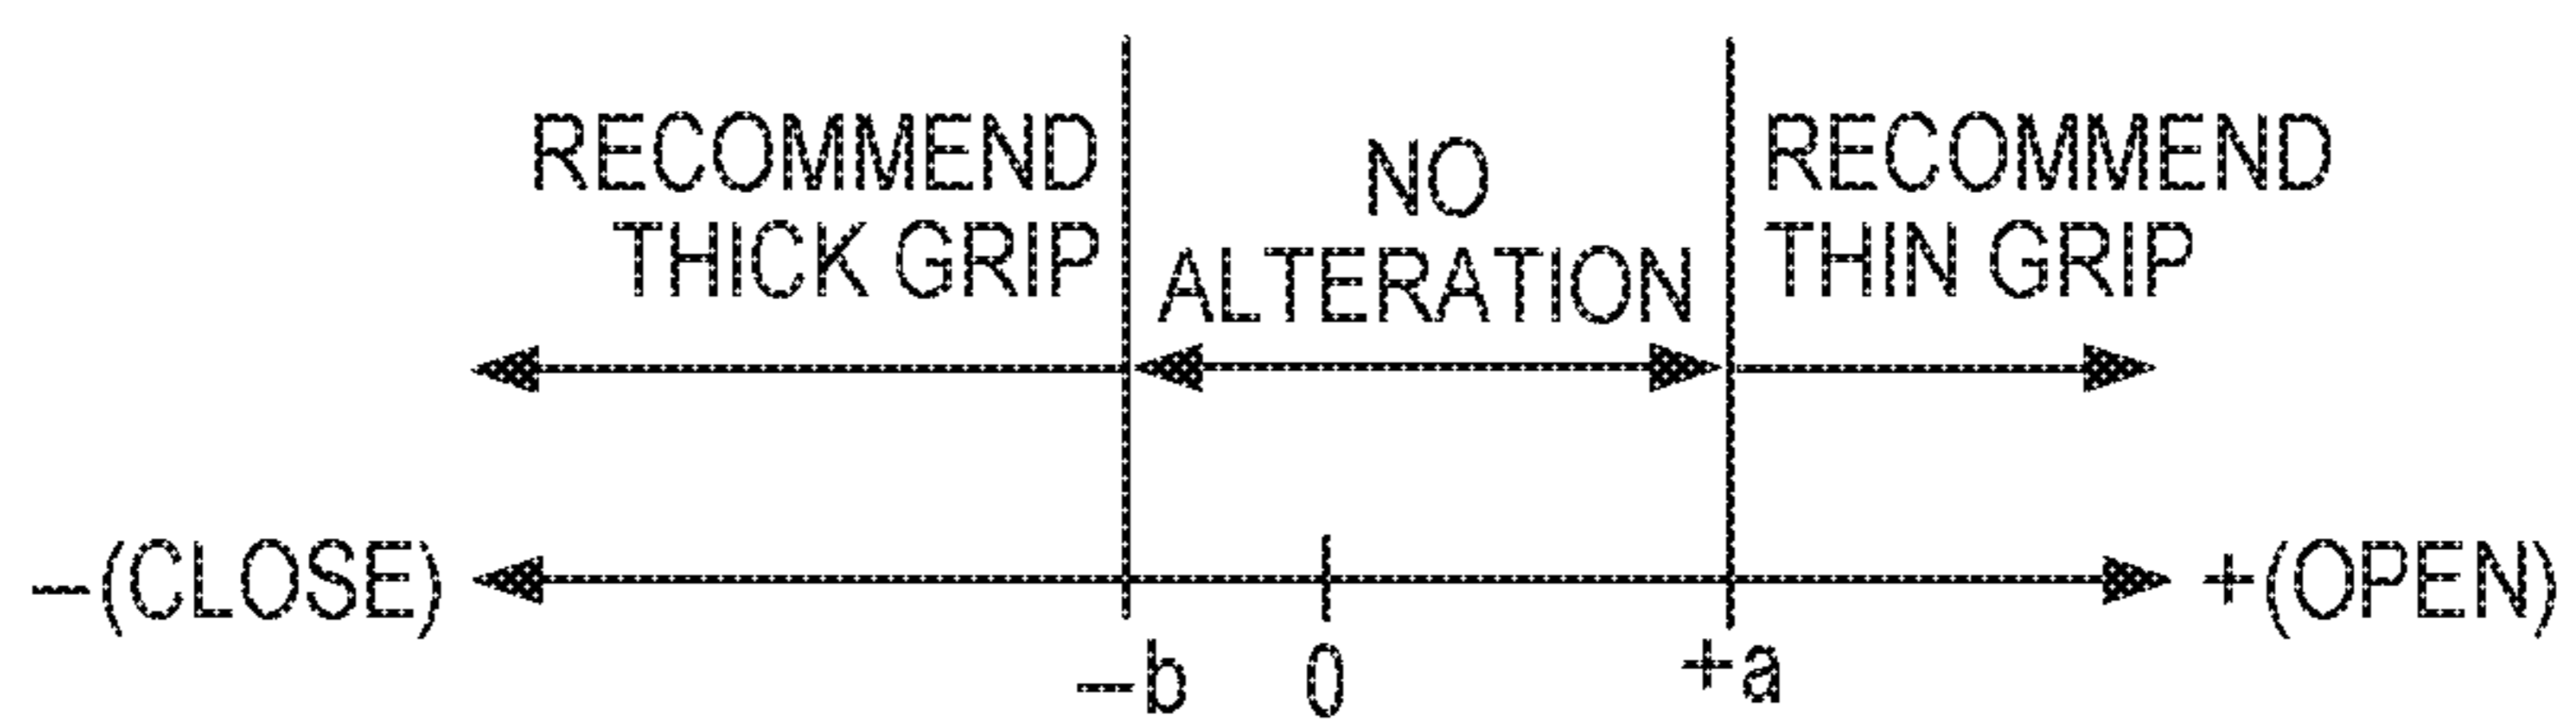 RECOMMEND
THICK GRIP
NO
ALTERATION
RECOMMEND
THIN GRIP
—(CLOSE)
+(OPEN)
—b
0
+a